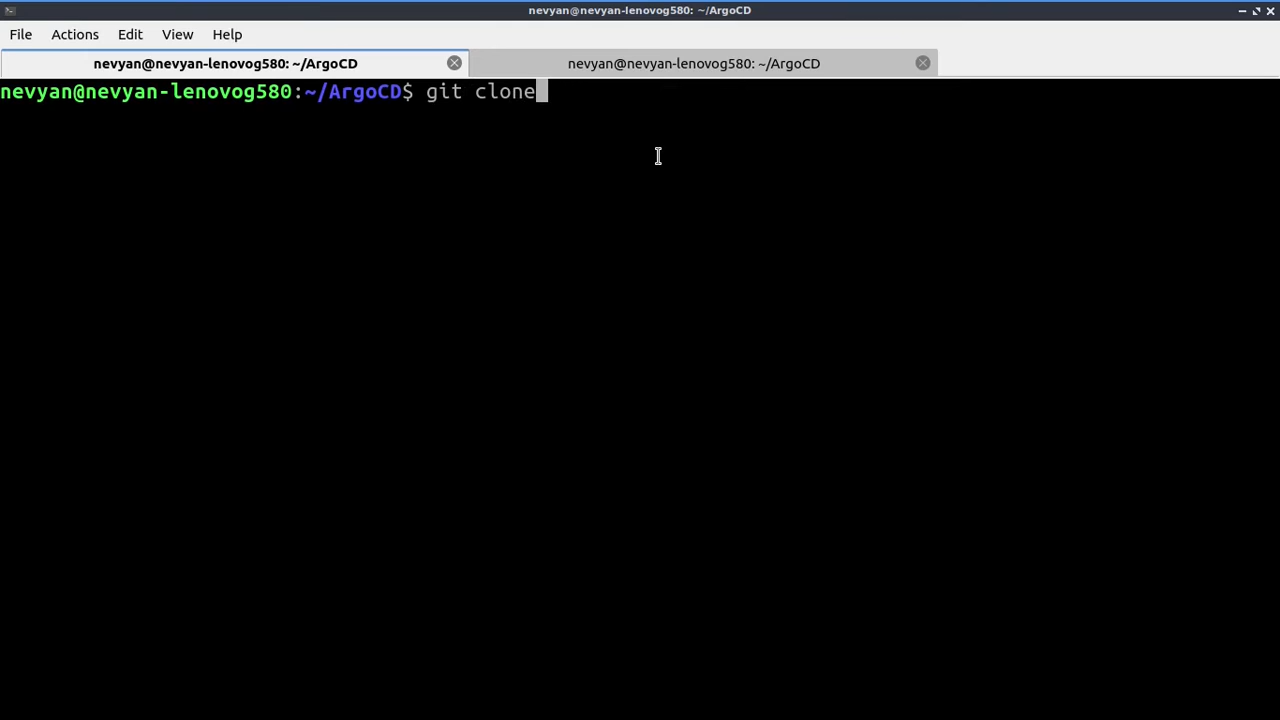 nevyan@nevyan-lenovog580: ~/ArgoCD
File Actions Edit View Help
nevyan@nevyan-lenovog580: ~/ArgoCD nevyan@nevyan-lenovog580: ~/ArgoCD
nevyan@nevyan-lenovog580:~/ArgoCD$ git clone